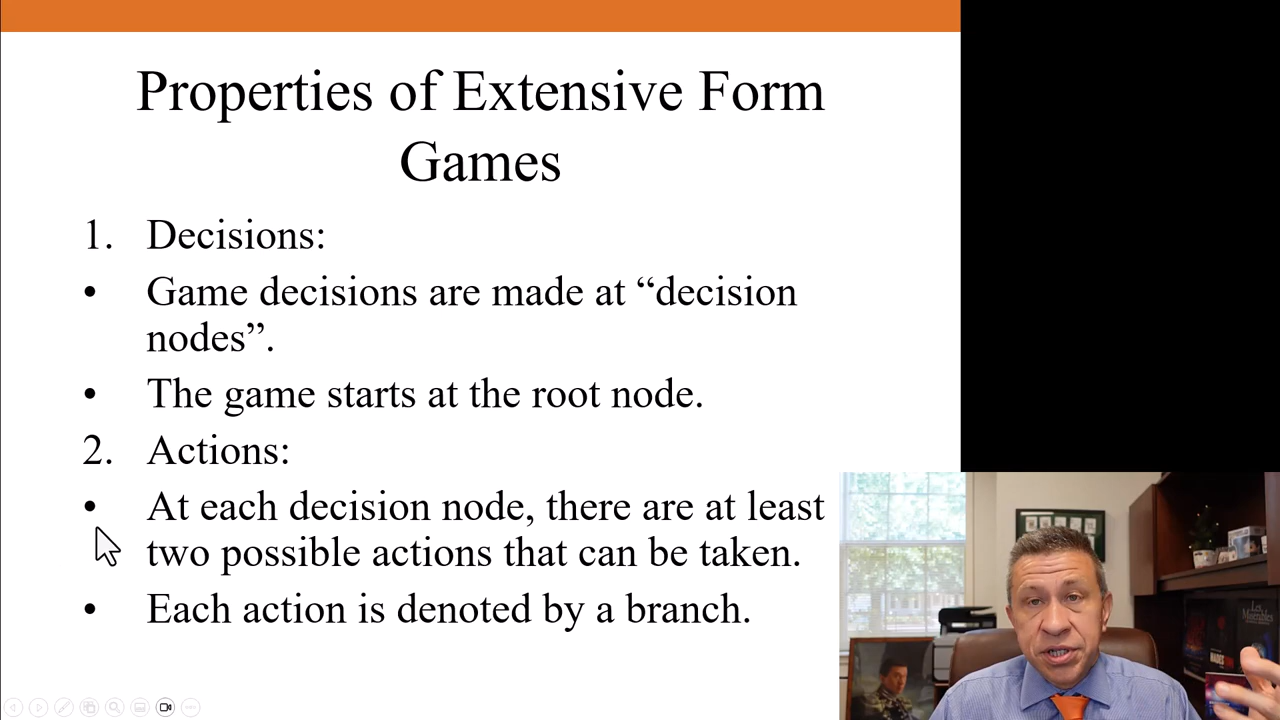 Properties of Extensive Form
Games
1. Decisions:
• Game decisions are made at “decision
nodes”.
• The game starts at the root node.
2. Actions:
• At each decision node, there are at least
two possible actions that can be taken.
• Each action is denoted by a branch.
Les
Misérables